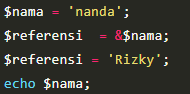 $nama = 'nanda';
$referensi  = &$nama;
$referensi = 'Rizky';
echo $nama;